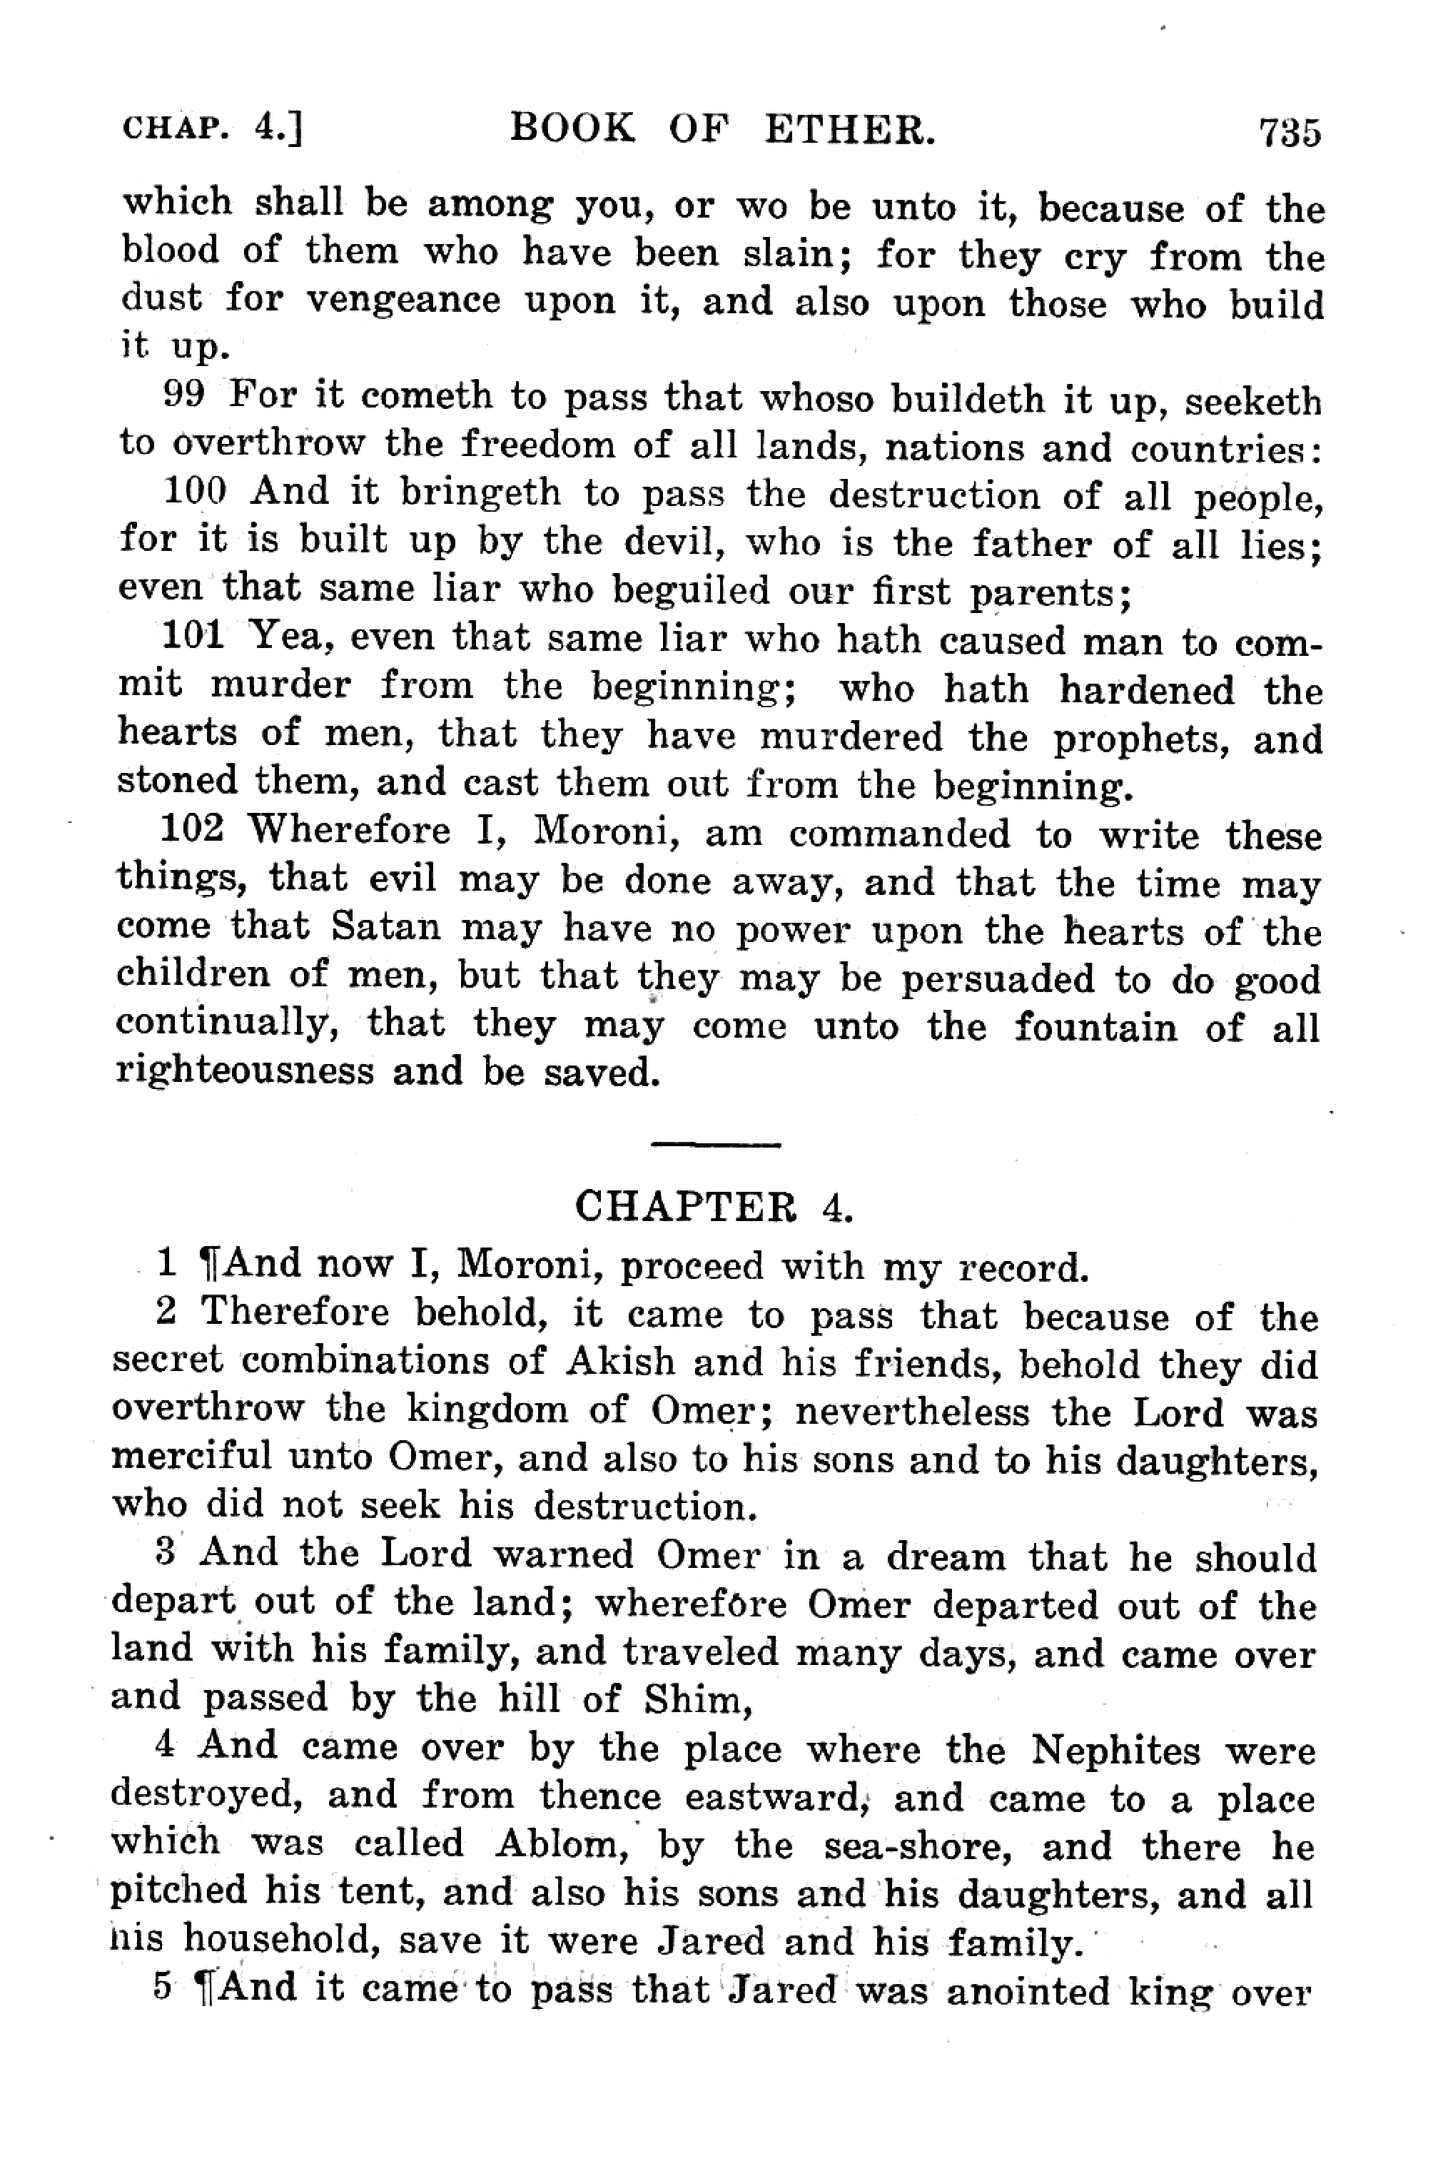 CHAP. 4.] BOOK OF ETHER. 735
which shall be among you, or wo be unto it, because of the
blood of them who have been slain; for they cry from the
dust for vengeance upon it, and also upon those who build
it up.
99 For it cometh to pass that whoso buildeth it up, seeketh
to overthrow the freedom of all lands, nations and countries:
100 And it bringeth to pass the destruction of all people,
for it is built up by the devil, who is the father of all lies;
even that same liar who beguiled our first parents;
101 Yea, even that same liar who hath caused man to com-
mit murder from the beginning; who hath hardened the
hearts of men, that they have murdered the prophets, and
stoned them, and cast them out from the beginning.
102 Wherefore I, Moroni, am commanded to write these
things, that evil may be done away, and that the time may
come that Satan may have no power upon the hearts of the
children of men, but that they may be persuaded to do good
continually, that they may come unto the fountain of all
righteousness and be saved.
CHAPTER 4.
1 ¶And now I, Moroni, proceed with my record.
2 Therefore behold, it came to pass that because of the
secret combinations of Akish and his friends, behold they did
overthrow the kingdom of Omer; nevertheless the Lord was
merciful unto Omer, and also to his sons and to his daughters,
who did not seek his destruction.
3 And the Lord warned Omer in a dream that he should
depart out of the land; wherefore Omer departed out of the
land with his family, and traveled many days, and came over
and passed by the hill of Shim,
4 And came over by the place where the Nephites were
destroyed, and from thence eastward, and came to a place
which was called Ablom, by the sea-shore, and there he
pitched his tent, and also his sons and his daughters, and all
his household, save it were Jared and his family.
5 ¶And it came to pass that Jared was anointed king over